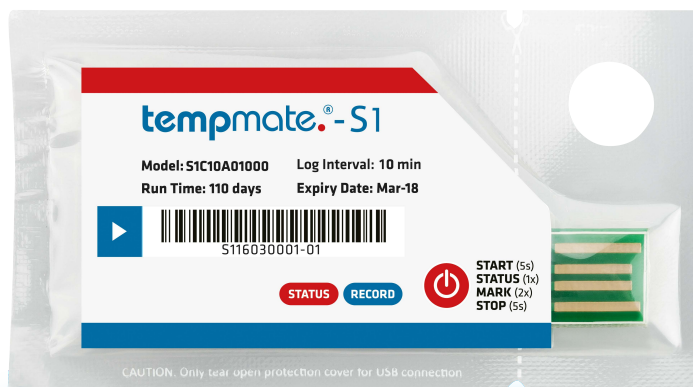 tempmate.®-S1
Model: S1C10A01000 Log Interval: 10 min
Run Time: 110 days Expiry Date: Mar-18
S116030001-01
STATUS RECORD
START (5s)
STATUS (1x)
MARK (2x)
STOP (5s)
CAUTION. Only tear open protection cover for USB connection